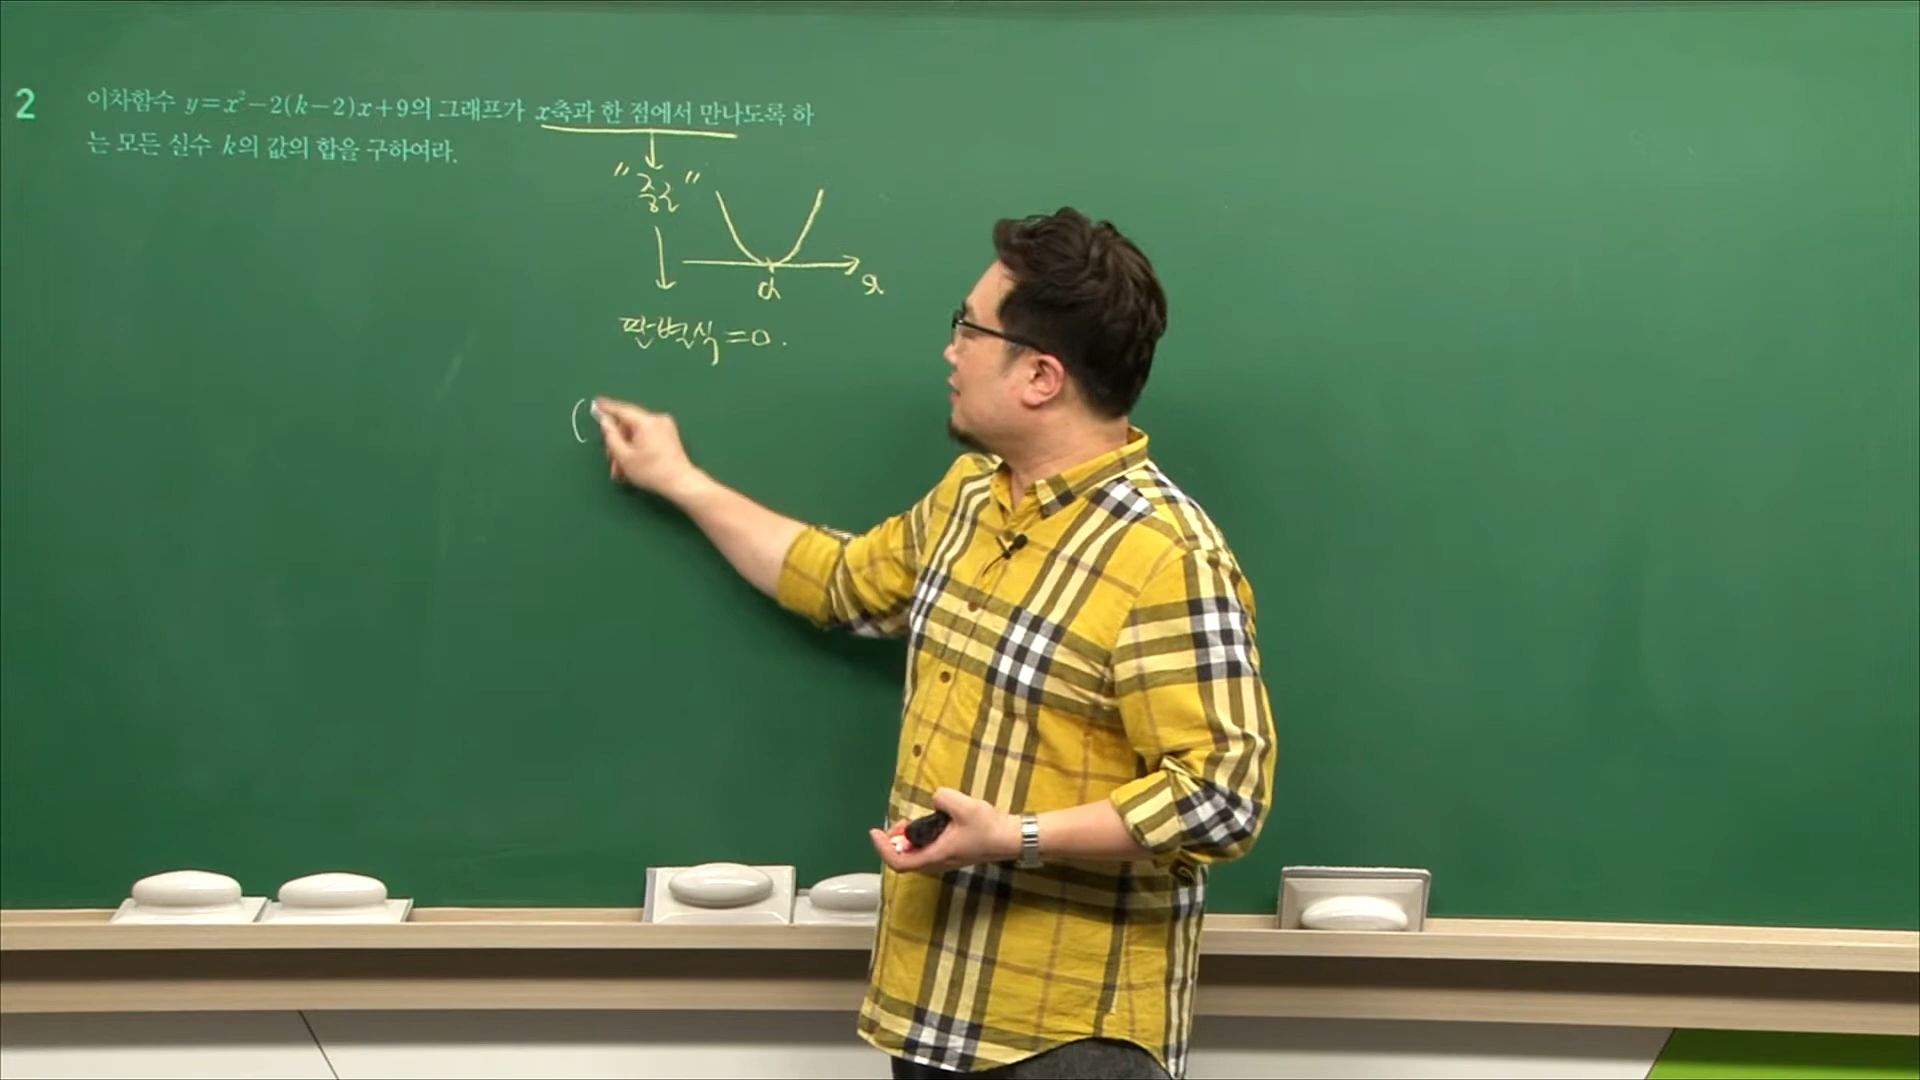 2
이차함수 y=x²-2(k-2)x+9의 그래프가 x축과 한 점에서 만나도록 하
는 모든 실수 k의 값의 합을 구하여라.
"중근"
α
x
판별식=0.
(